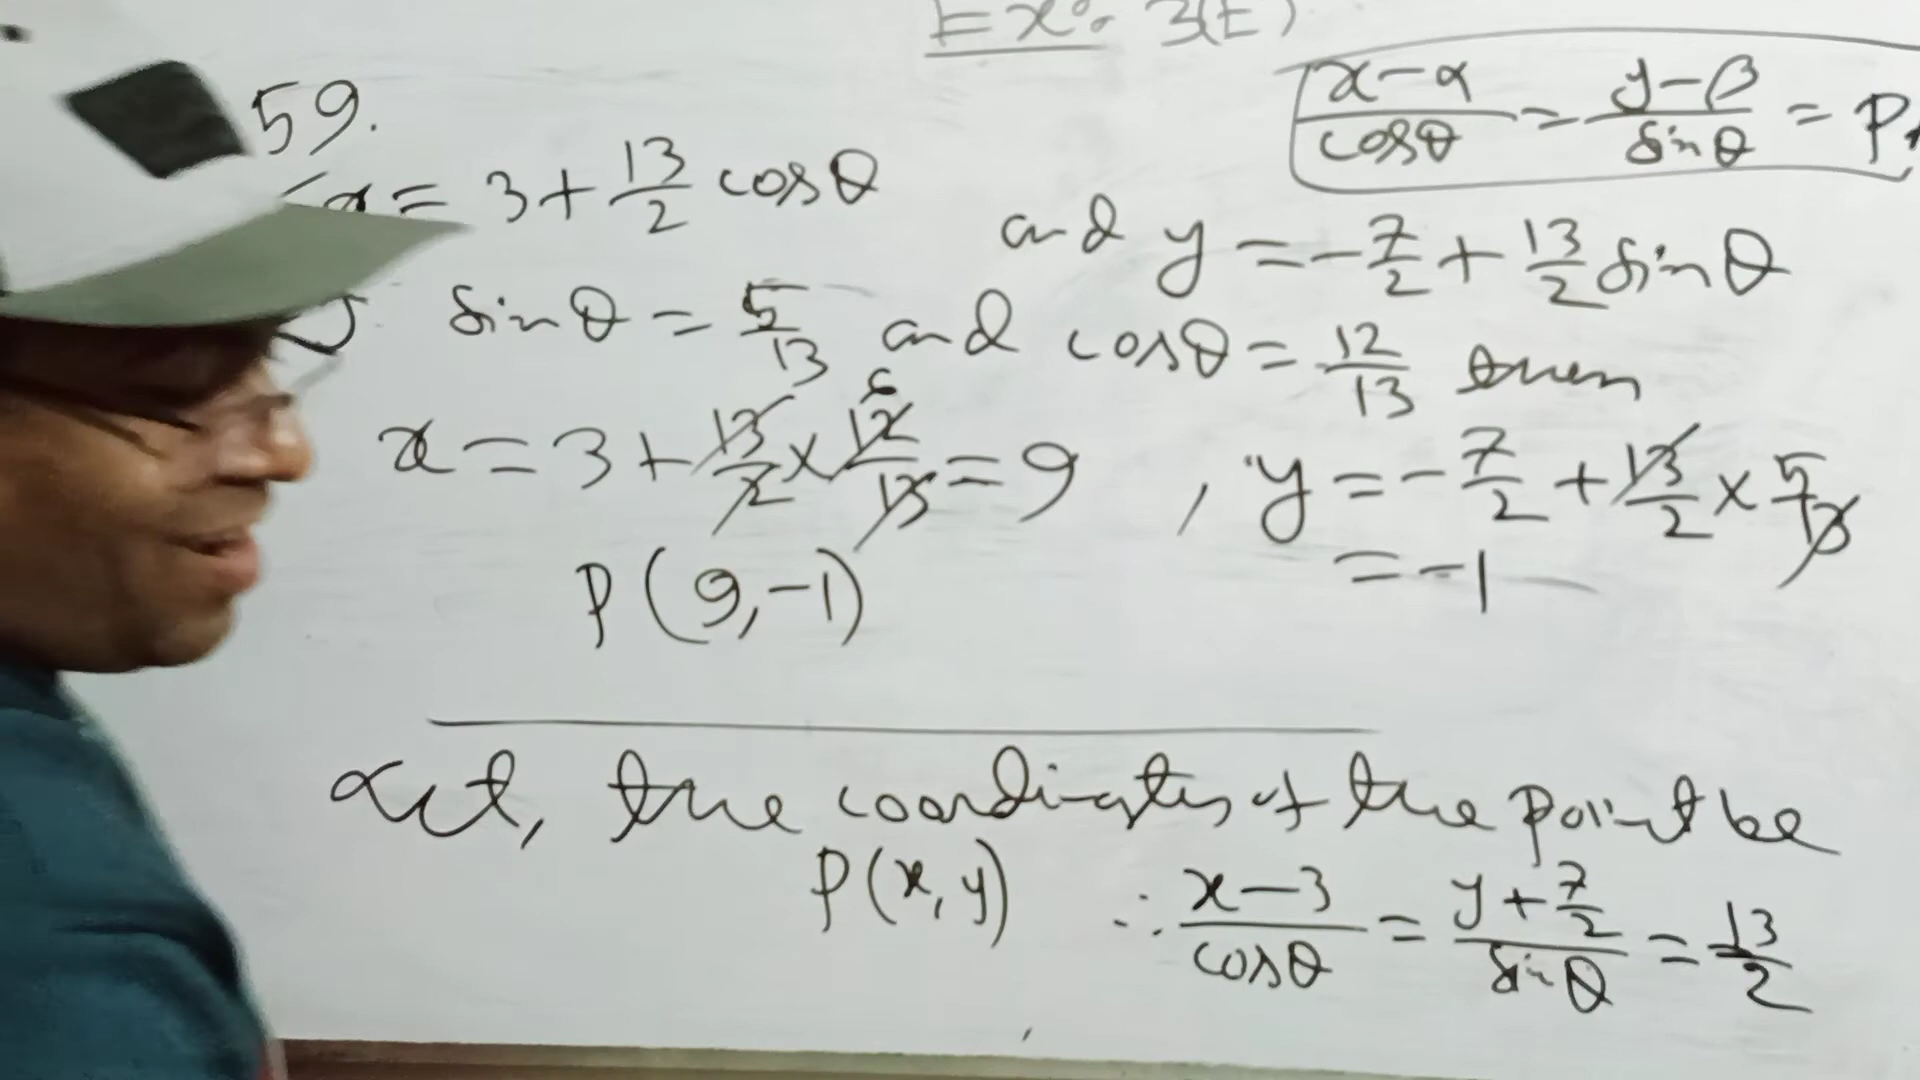 Ex: 3(E)
59.
(x-α)/cosθ = (y-β)/sinθ = P
x = 3 + 13/2 cosθ and y = -7/2 + 13/2 sinθ
sinθ = 5/13 and cosθ = 12/13 then
x = 3 + 13/2 × 12/13 = 9 , y = -7/2 + 13/2 × 5/13
6
= -1
P(9,-1)
Let, the coordinates of the point be
P(x,y) ∴ (x-3)/cosθ = (y+7/2)/sinθ = 13/2